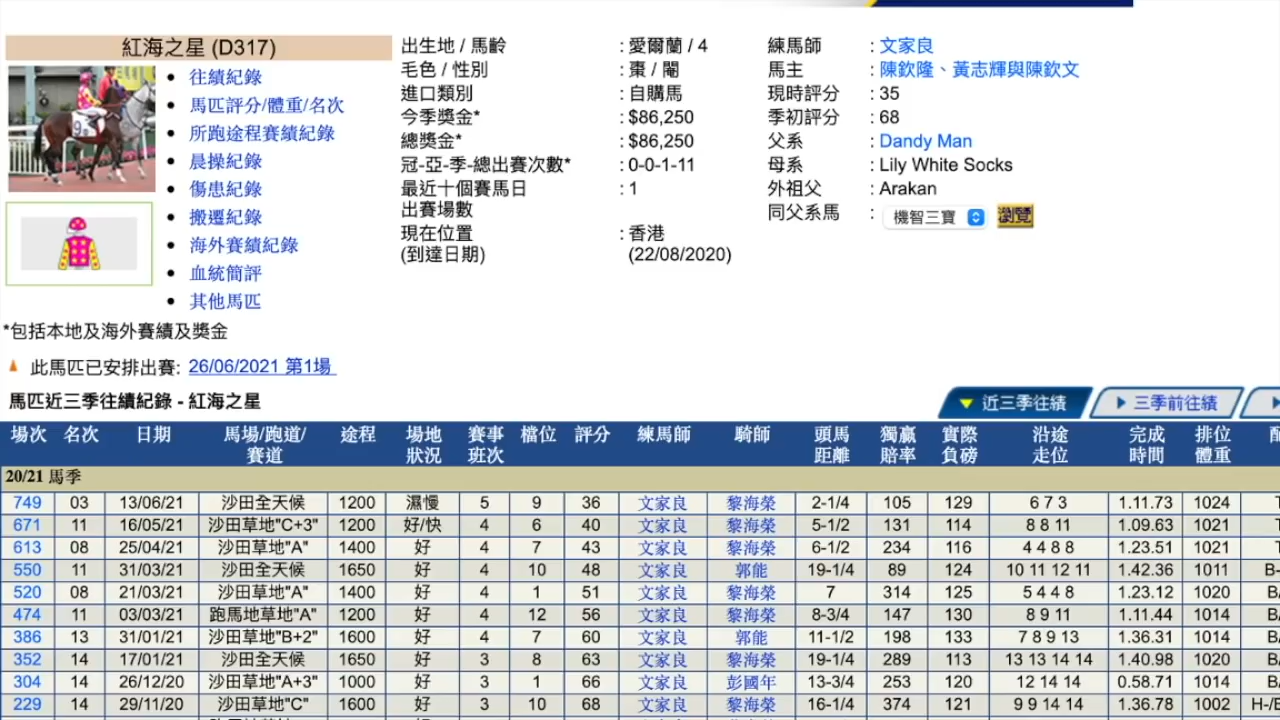 紅海之星 (D317)
往績紀錄
馬匹評分/體重/名次
所跑途程賽績紀錄
晨操紀錄
傷患紀錄
搬遷紀錄
海外賽績紀錄
血統簡評
其他馬匹
出生地 / 馬齡 : 愛爾蘭 / 4
毛色 / 性別 : 棗 / 閹
進口類別 : 自購馬
今季獎金* : $86,250
總獎金* : $86,250
冠-亞-季-總出賽次數* : 0-0-1-11
最近十個賽馬日 : 1
出賽場數
現在位置 : 香港
(到達日期) (22/08/2020)
練馬師 : 文家良
馬主 : 陳欽隆、黃志輝與陳欽文
現時評分 : 35
季初評分 : 68
父系 : Dandy Man
母系 : Lily White Socks
外祖父 : Arakan
同父系馬 : 機智三寶 瀏覽
*包括本地及海外賽績及獎金
此馬匹已安排出賽: 26/06/2021 第1場
馬匹近三季往績紀錄 - 紅海之星
近三季往績 三季前往績
場次 名次 日期 馬場/跑道/ 途程 場地 賽事 檔位 評分 練馬師 騎師 頭馬 獨贏 實際 沿途 完成 排位
賽道 狀況 班次 距離 賠率 負磅 走位 時間 體重
20/21 馬季
749 03 13/06/21 沙田全天候 1200 濕慢 5 9 36 文家良 黎海榮 2-1/4 105 129 6 7 3 1.11.73 1024
671 11 16/05/21 沙田草地"C+3" 1200 好/快 4 6 40 文家良 黎海榮 5-1/2 131 114 8 8 11 1.09.63 1021
613 08 25/04/21 沙田草地"A" 1400 好 4 7 43 文家良 黎海榮 6-1/2 234 116 4 4 8 8 1.23.51 1021
550 11 31/03/21 沙田全天候 1650 好 4 10 48 文家良 郭能 19-1/4 89 124 10 11 12 11 1.42.36 1011 B-
520 08 21/03/21 沙田草地"A" 1400 好 4 1 51 文家良 黎海榮 7 314 125 5 4 4 8 1.23.12 1020
474 11 03/03/21 跑馬地草地"A" 1200 好 4 12 56 文家良 黎海榮 8-3/4 147 130 8 9 11 1.11.44 1014
386 13 31/01/21 沙田草地"B+2" 1600 好 4 7 60 文家良 郭能 11-1/2 198 133 7 8 9 13 1.36.31 1014
352 14 17/01/21 沙田全天候 1650 好 3 8 63 文家良 黎海榮 19-1/4 289 113 13 13 14 14 1.40.98 1020
304 14 26/12/20 沙田草地"A+3" 1000 好 3 1 66 文家良 彭國年 13-3/4 253 120 12 14 14 0.58.71 1014
229 14 29/11/20 沙田草地"C" 1600 好 3 10 68 文家良 黎海榮 16-1/4 374 121 9 9 14 14 1.36.78 1002